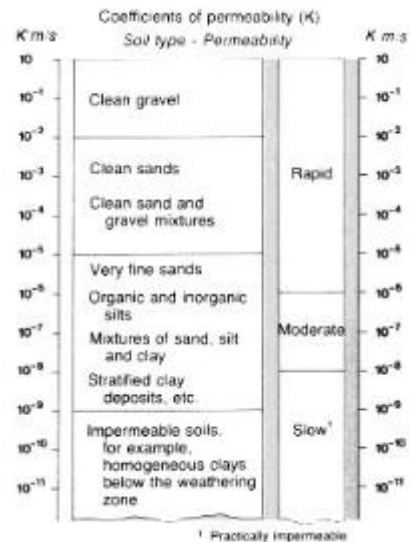 Coefficients of permeability (K)
K m/s
Soil type - Permeability
K m/s
10
10
10⁻¹
Clean gravel
10⁻¹
10⁻²
10⁻²
Clean sands
10⁻³
Rapid
10⁻³
Clean sand and
gravel mixtures
10⁻⁴
10⁻⁴
10⁻⁵
10⁻⁵
Very fine sands
10⁻⁶
Organic and inorganic
silts
10⁻⁶
10⁻⁷
Mixtures of sand, silt
and clay
Moderate
10⁻⁷
10⁻⁸
10⁻⁸
Stratified clay
deposits, etc.
10⁻⁹
10⁻⁹
Impermeable soils,
for example,
homogeneous clays
below the weathering
zone
Slow¹
10⁻¹⁰
10⁻¹⁰
10⁻¹¹
10⁻¹¹
¹ Practically impermeable